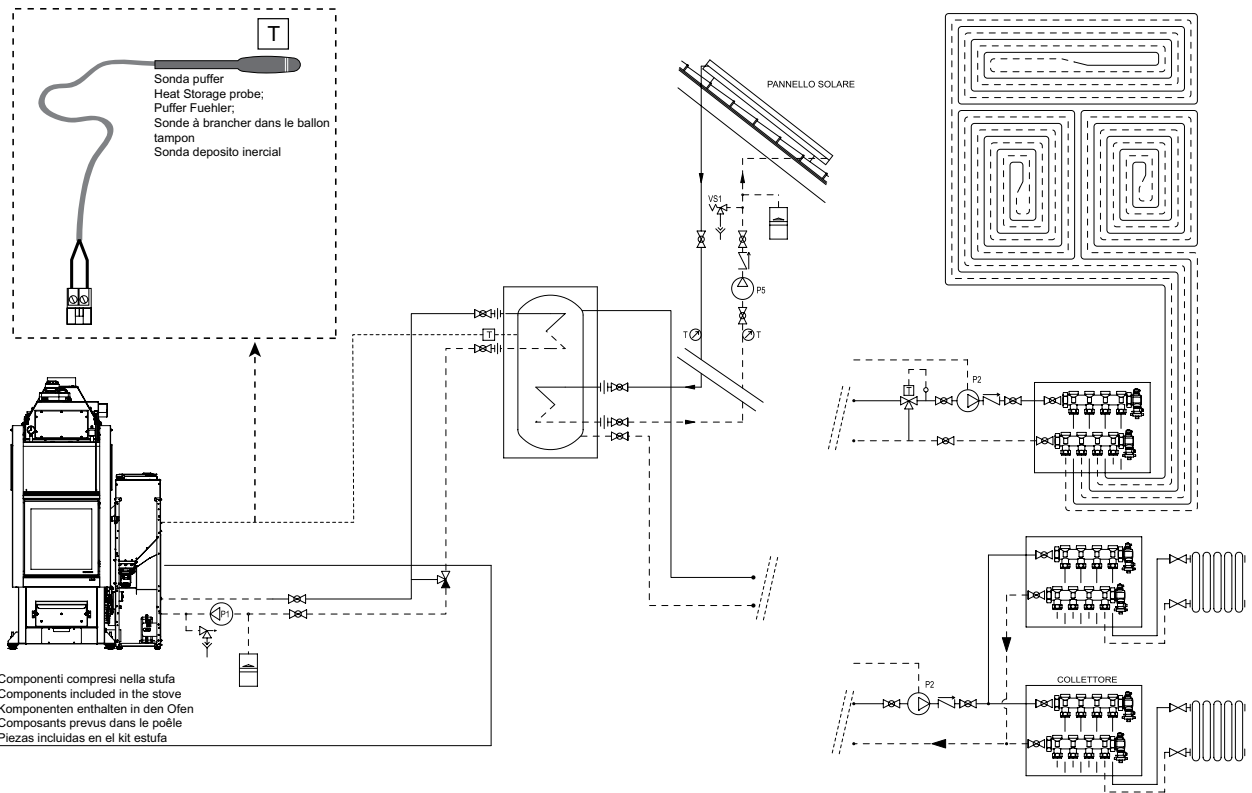 T
Sonda puffer
Heat Storage probe;
Puffer Fuehler;
Sonde à brancher dans le ballon
tampon
Sonda deposito inercial
PANNELLO SOLARE
VS1
P5
T
T
T
P2
T
P1
P2
COLLETTORE
Componenti compresi nella stufa
Components included in the stove
Komponenten enthalten in den Ofen
Composants prevus dans le poêle
Piezas incluidas en el kit estufa